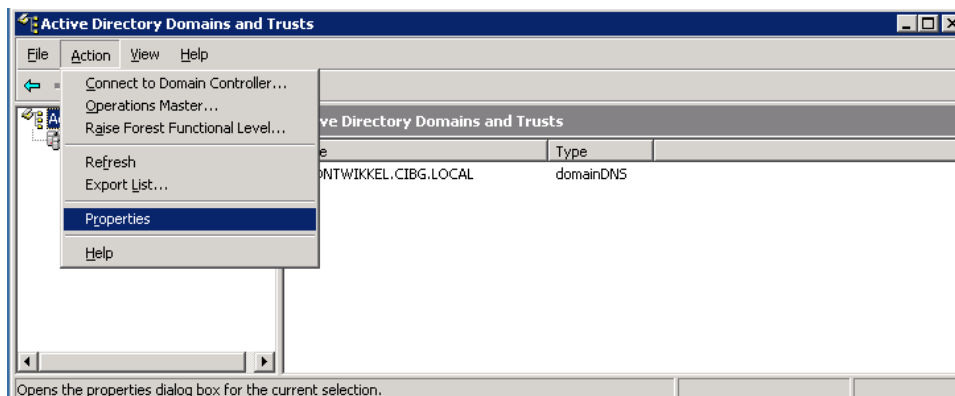 Active Directory Domains and Trusts
File Action View Help
Connect to Domain Controller...
Operations Master...
Raise Forest Functional Level...
Refresh
Export List...
Properties
Help
A
ve Directory Domains and Trusts
e Type
ONTWIKKEL.CIBG.LOCAL domainDNS
Opens the properties dialog box for the current selection.